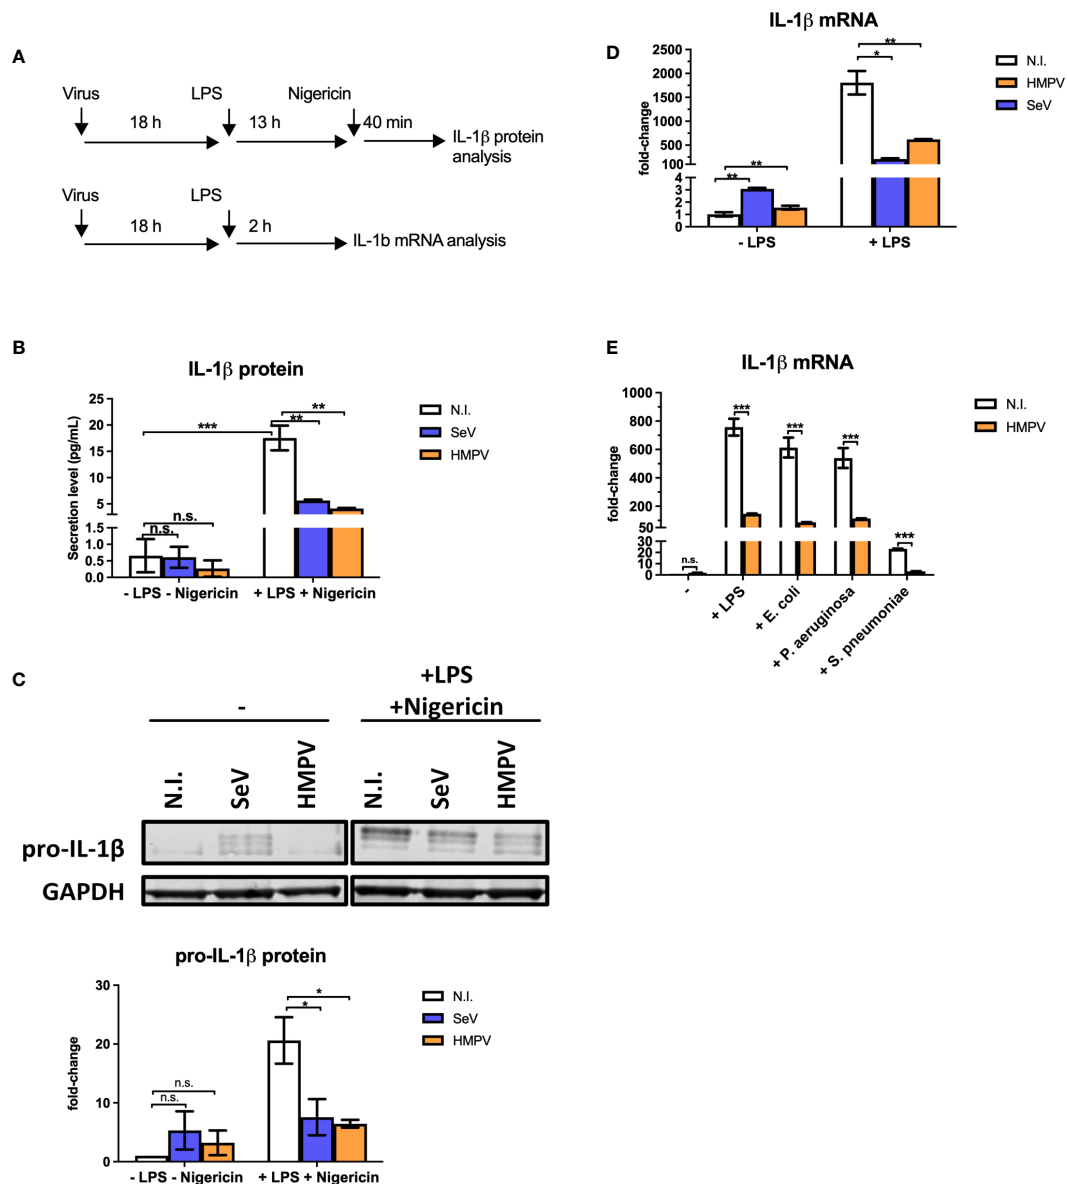 A
Virus
LPS
Nigericin
18 h
13 h
40 min
IL-1β protein
analysis
Virus
LPS
18 h
2 h
IL-1b mRNA analysis
B
IL-1β protein
Secretion level (pg/mL)
25
20
15
10
5
1.5
1.0
0.5
0.0
***
**
**
n.s.
n.s.
- LPS - Nigericin
+ LPS + Nigericin
N.I.
SeV
HMPV
C
-
+LPS
+Nigericin
N.I.
SeV
HMPV
N.I.
SeV
HMPV
pro-IL-1β
GAPDH
pro-IL-1β protein
fold-change
30
20
10
0
n.s.
n.s.
*
*
- LPS - Nigericin
+ LPS + Nigericin
N.I.
SeV
HMPV
D
IL-1β mRNA
fold-change
2500
2000
1500
1000
500
100
4
3
2
1
0
**
**
**
*
- LPS
+ LPS
N.I.
HMPV
SeV
E
IL-1β mRNA
fold-change
1000
800
600
400
200
50
30
20
10
0
n.s.
***
***
***
***
-
+ LPS
+ E. coli
+ P. aeruginosa
+ S. pneumoniae
N.I.
HMPV